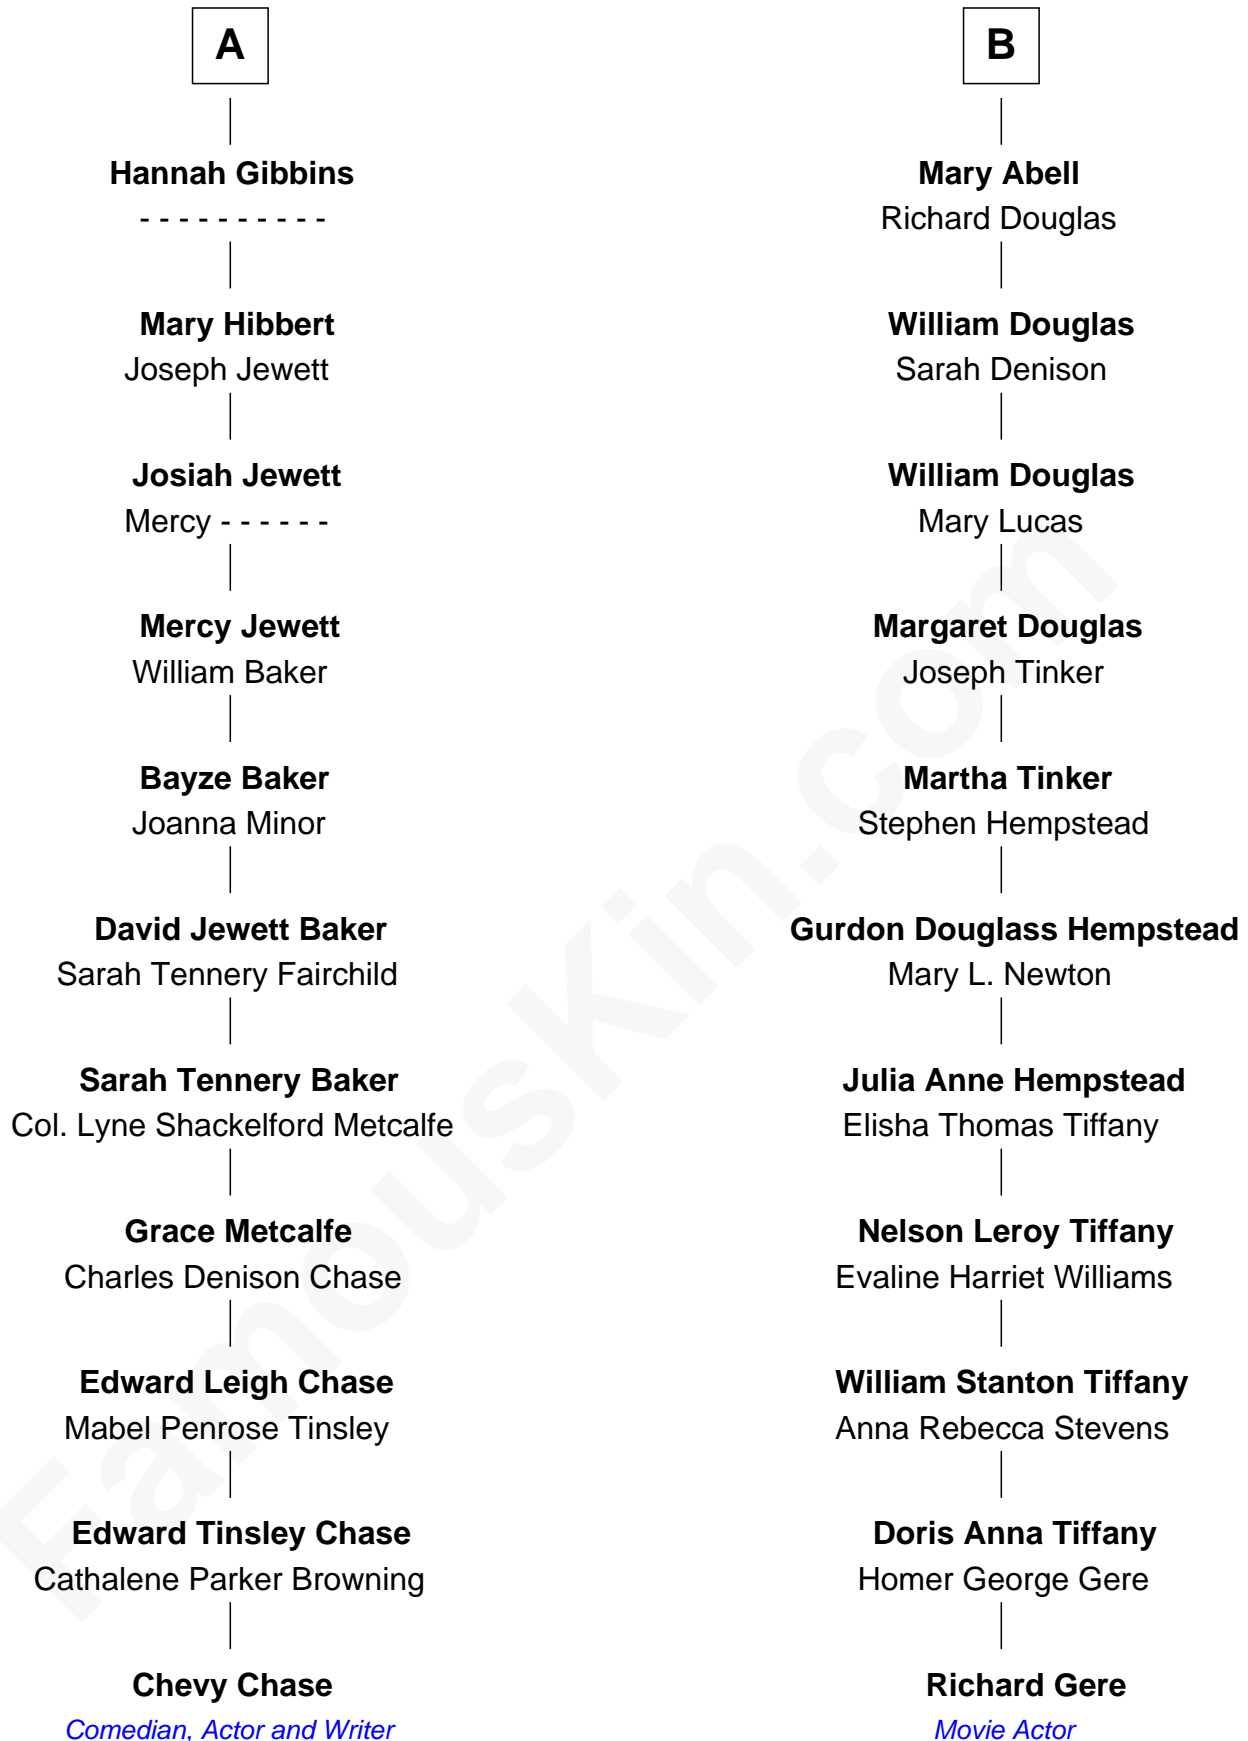 A
Hannah Gibbins
- - - - - - - - - -
Mary Hibbert
Joseph Jewett
Josiah Jewett
Mercy - - - - - -
Mercy Jewett
William Baker
Bayze Baker
Joanna Minor
David Jewett Baker
Sarah Tennery Fairchild
Sarah Tennery Baker
Col. Lyne Shackelford Metcalfe
Grace Metcalfe
Charles Denison Chase
Edward Leigh Chase
Mabel Penrose Tinsley
Edward Tinsley Chase
Cathalene Parker Browning
Chevy Chase
Comedian, Actor and Writer
B
Mary Abell
Richard Douglas
William Douglas
Sarah Denison
William Douglas
Mary Lucas
Margaret Douglas
Joseph Tinker
Martha Tinker
Stephen Hempstead
Gurdon Douglass Hempstead
Mary L. Newton
Julia Anne Hempstead
Elisha Thomas Tiffany
Nelson Leroy Tiffany
Evaline Harriet Williams
William Stanton Tiffany
Anna Rebecca Stevens
Doris Anna Tiffany
Homer George Gere
Richard Gere
Movie Actor
FamousKin.com